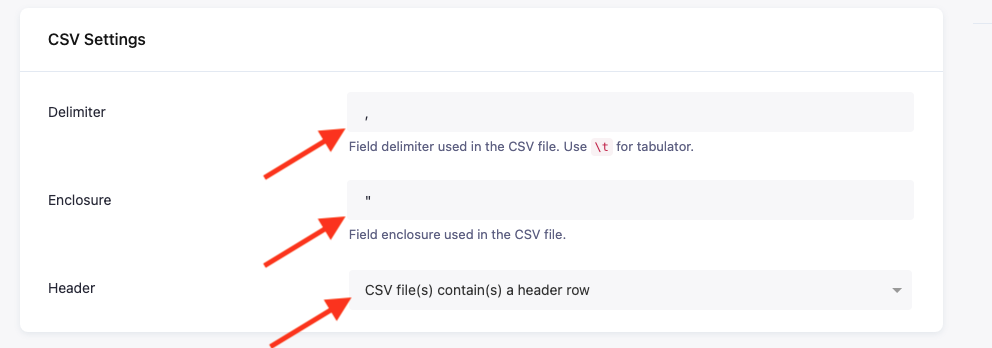 CSV Settings
Delimiter
,
Field delimiter used in the CSV file. Use \t for tabulator.
Enclosure
"
Field enclosure used in the CSV file.
Header
CSV file(s) contain(s) a header row